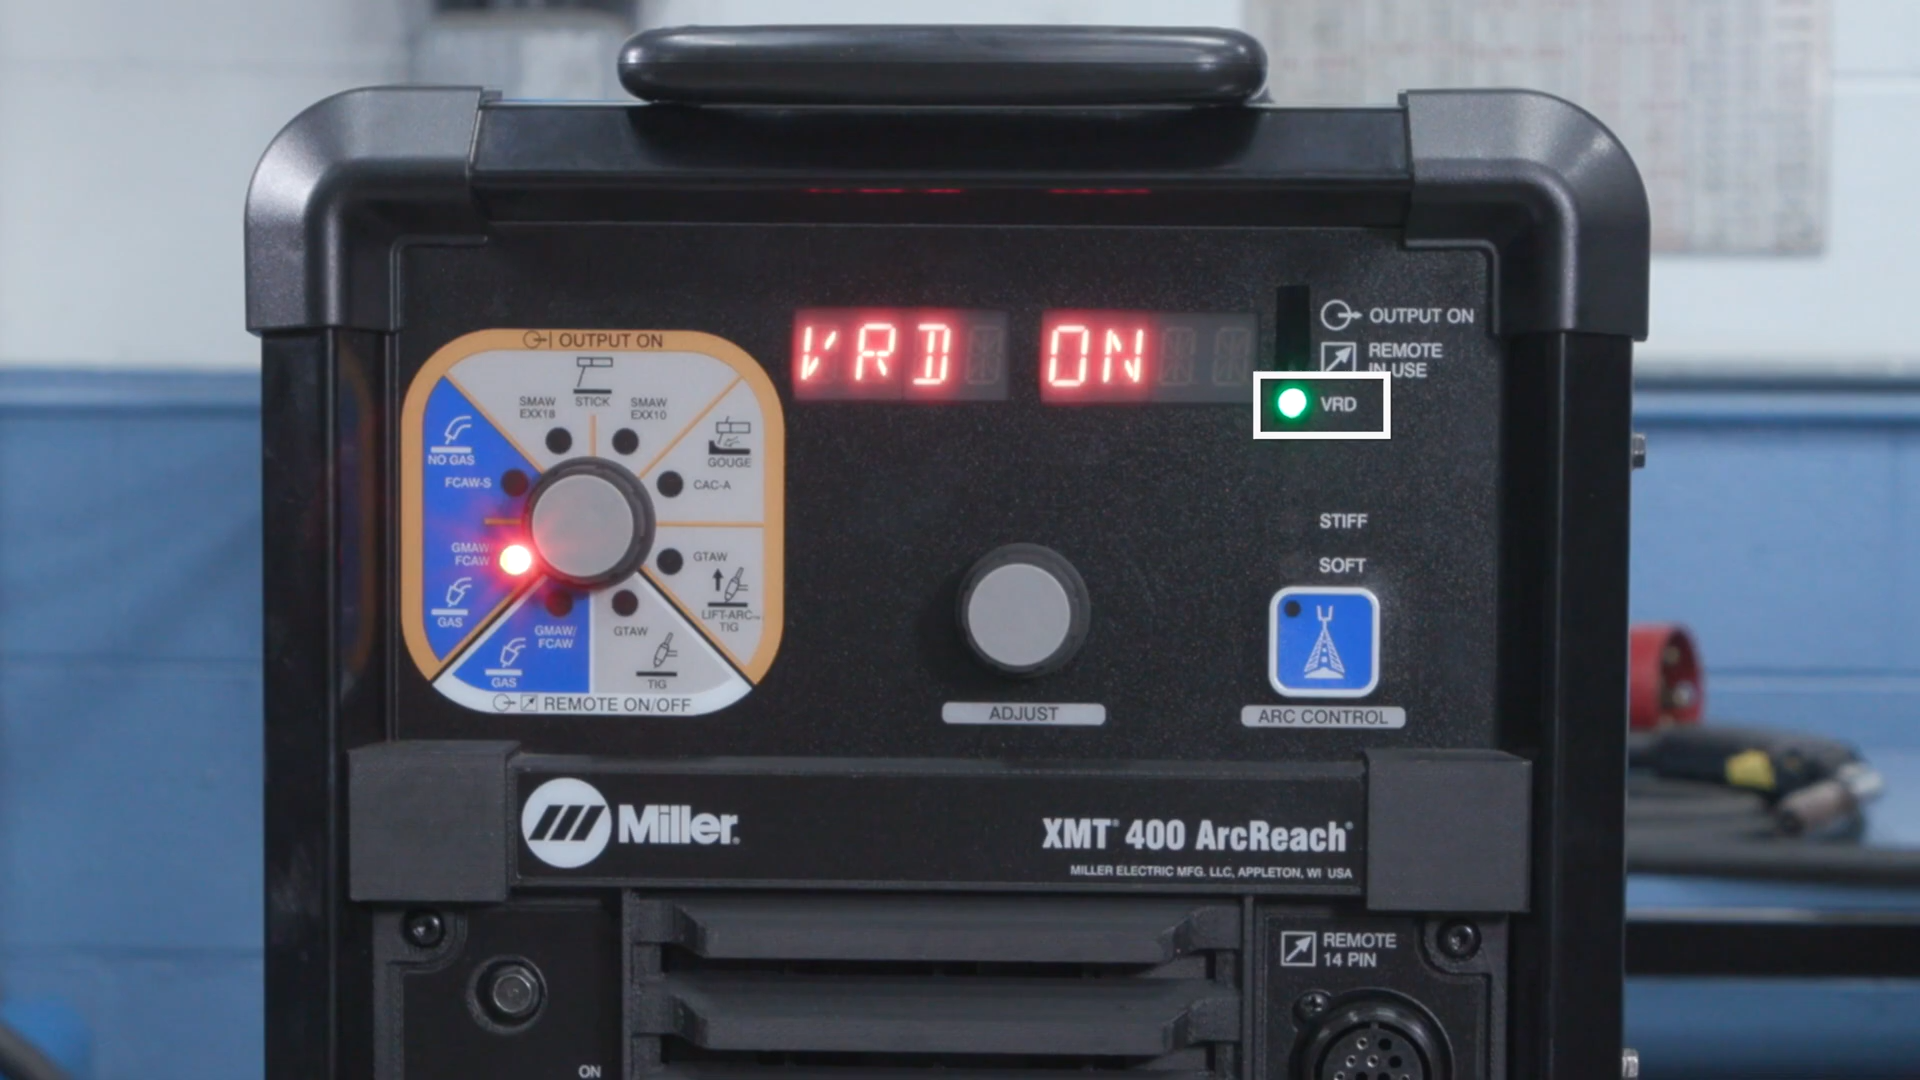 VRD ON
OUTPUT ON
REMOTE
IN USE
VRD
OUTPUT ON
STICK
SMAW
EXX18
SMAW
EXX10
NO GAS
FCAW-S
GOUGE
CAC-A
GMAW/
FCAW
GAS
GTAW
LIFT-ARC™
TIG
GMAW/
FCAW
GAS
GTAW
TIG
REMOTE ON/OFF
STIFF
SOFT
ADJUST
ARC CONTROL
Miller®
XMT® 400 ArcReach®
MILLER ELECTRIC MFG. LLC, APPLETON, WI USA
REMOTE
14 PIN
ON